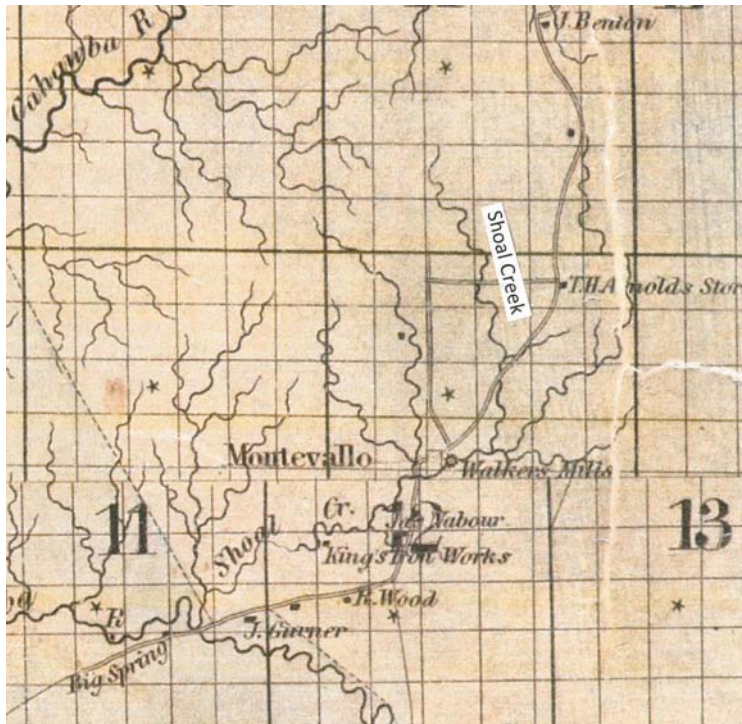 J. Benton
Cahawba R
Shoal Creek
T.H. Arnolds Stor
Montevallo
Walkers Mills
11
Shoal
Cr.
12
13
Jas Nabour
King's Iron Works
R
R. Wood
J. Gurner
Big Spring